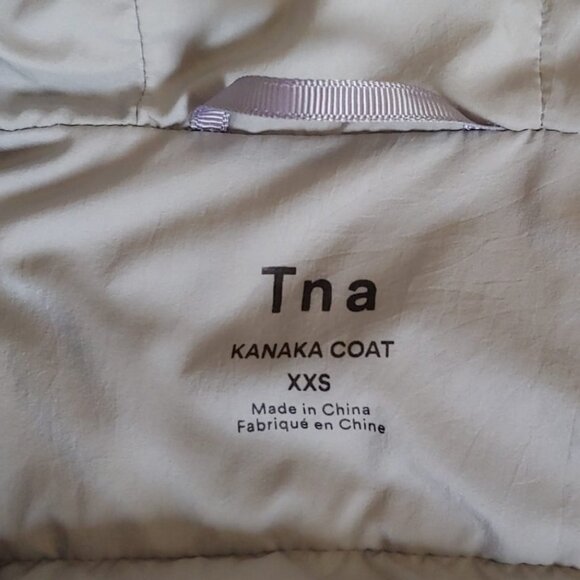 Tna
KANAKA COAT
XXS
Made in China
Fabriqué en Chine